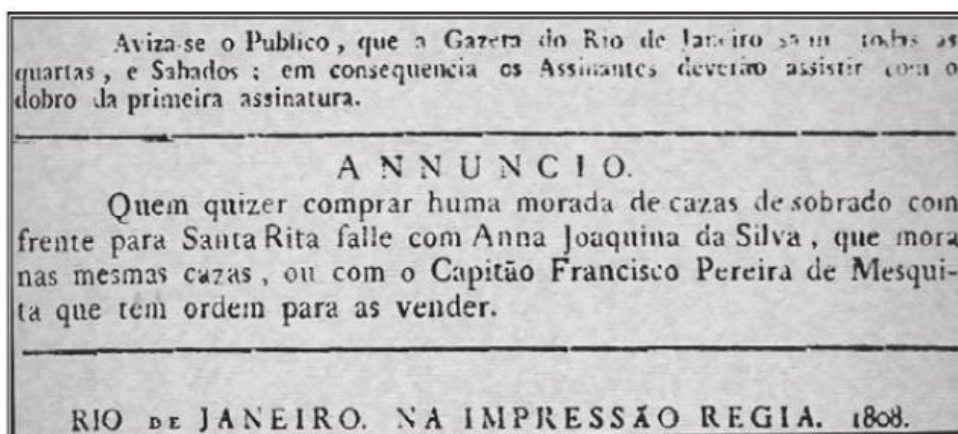 Aviza-se o Publico, que a Gazeta do Rio de Janeiro todas as
quartas, e Sabados; em consequencia os Assinantes deverão assistir com o
dobro da primeira assinatura.
ANNUNCIO.
Quem quizer comprar huma morada de cazas de sobrado com
frente para Santa Rita falle com Anna Joaquina da Silva, que mora
nas mesmas cazas, ou com o Capitão Francisco Pereira de Mesqui-
ta que tem ordem para as vender.
RIO DE JANEIRO. NA IMPRESSÃO REGIA. 1808.